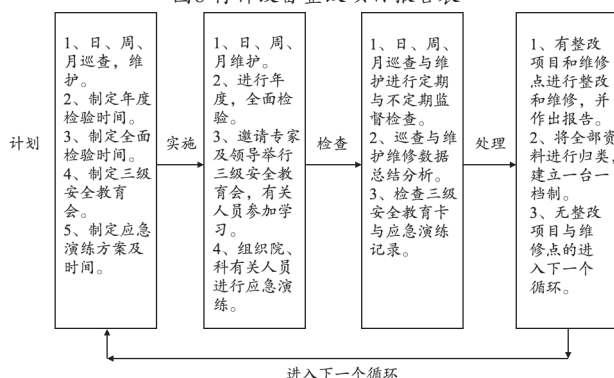 计划
1、日、周、
月巡查，维
护。
2、制定年度
检验时间。
3、制定全面
检验时间。
4、制定三级
安全教育
会。
5、制定应急
演练方案及
时间。
实施
1、日、周、
月维护。
2、进行年
度，全面检
验。
3、邀请专家
及领导举行
三级安全教
育会，有关
人员参加学
习。
4、组织院、
科有关人员
进行应急演
练。
检查
1、日、周、
月巡查与维
护进行定期
与不定期监
督检查。
2、巡查与维
护维修数据
总结分析。
3、检查三级
安全教育卡
与应急演练
记录。
处理
1、有整改
项目和维修
点进行整改
和维修，并
作出报告。
2、将全部资
料进行归类，
建立一台一
档制。
3、无整改
项目与维
修点的进
入下一个
循环。
进入下一个循环